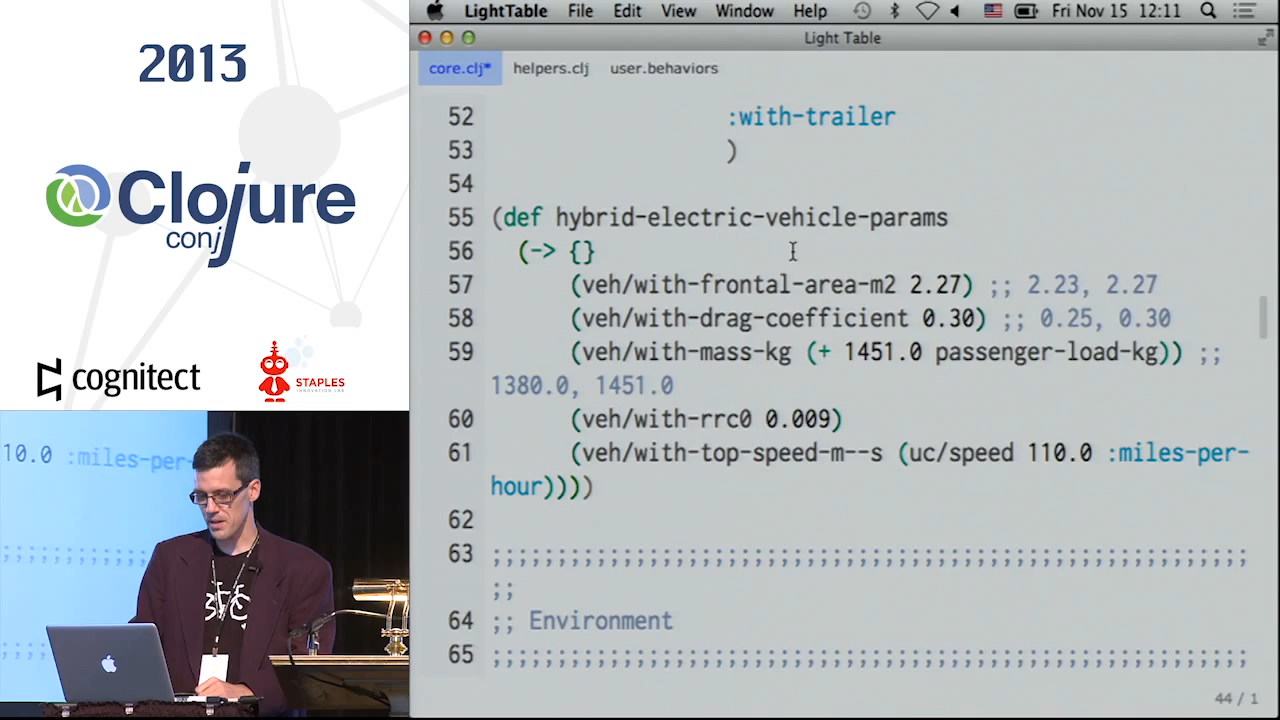 2013
Clojure
conj
cognitect
STAPLES
10.0 :miles-per-
;;;;;;;;;;;;;;;;;
;;;;;;;;;;;;;;;;;
LightTable File Edit View Window Help Fri Nov 15 12:11
Light Table
core.clj* helpers.clj user.behaviors
52 :with-trailer
53 )
54
55 (def hybrid-electric-vehicle-params
56 (-> {}
57 (veh/with-frontal-area-m2 2.27) ;; 2.23, 2.27
58 (veh/with-drag-coefficient 0.30) ;; 0.25, 0.30
59 (veh/with-mass-kg (+ 1451.0 passenger-load-kg)) ;;
1380.0, 1451.0
60 (veh/with-rrc0 0.009)
61 (veh/with-top-speed-m--s (uc/speed 110.0 :miles-per-
hour))))
62
63 ;;;;;;;;;;;;;;;;;;;;;;;;;;;;;;;;;;;;;;;;;;;;;;;;;;;;;;;;;;
;;
64 ;; Environment
65 ;;;;;;;;;;;;;;;;;;;;;;;;;;;;;;;;;;;;;;;;;;;;;;;;;;;;;;;;;;
44 / 1